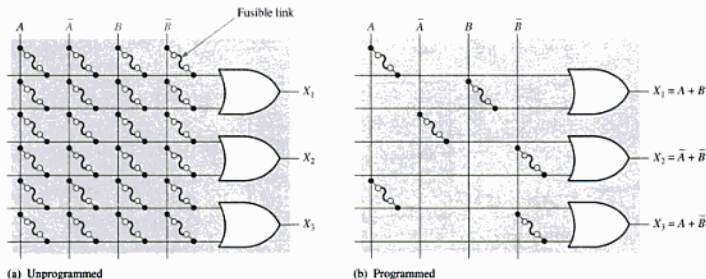 A Ā B B̄
Fusible link
X₁
X₂
X₃
(a) Unprogrammed
A Ā B B̄
X₁ = A + B
X₂ = Ā + B̄
X₃ = A + B̄
(b) Programmed